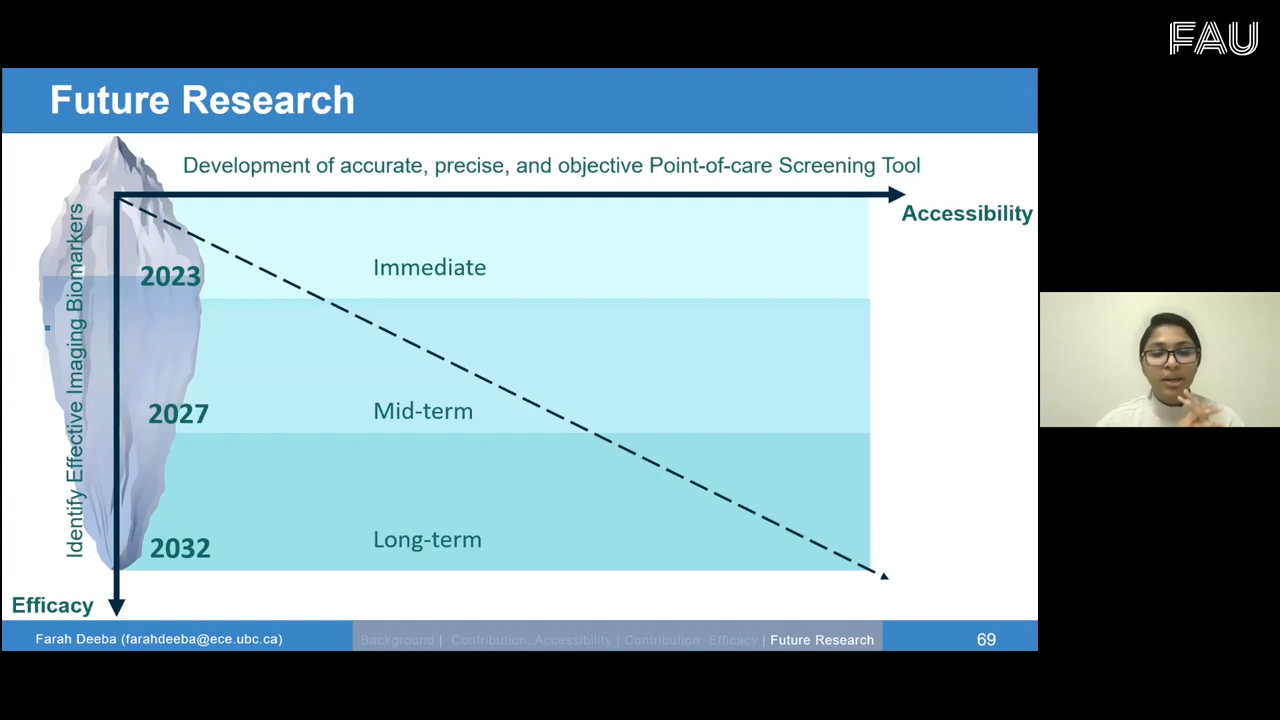 FAU
Future Research
Development of accurate, precise, and objective Point-of-care Screening Tool
Accessibility
Identify Effective Imaging Biomarkers
2023
Immediate
2027
Mid-term
2032
Long-term
Efficacy
Farah Deeba (farahdeeba@ece.ubc.ca)
Background | Contribution: Accessibility | Contribution: Efficacy | Future Research
69